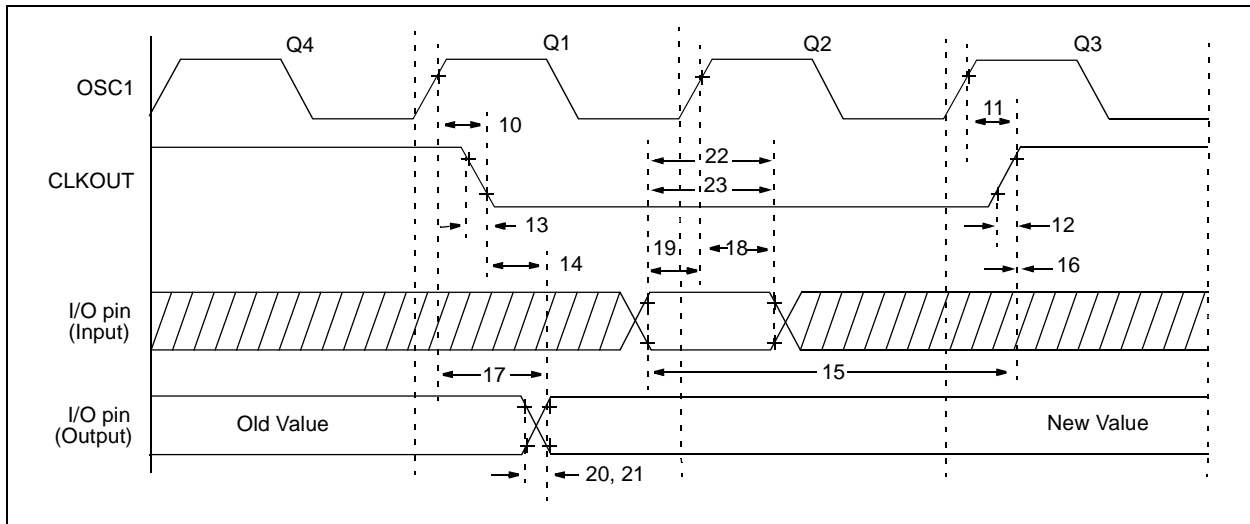 Q4 Q1 Q2 Q3
OSC1
10
11
22
CLKOUT
23
13
12
19
18
14
16
I/O pin
(Input)
17
15
I/O pin
(Output)
Old Value
New Value
20, 21